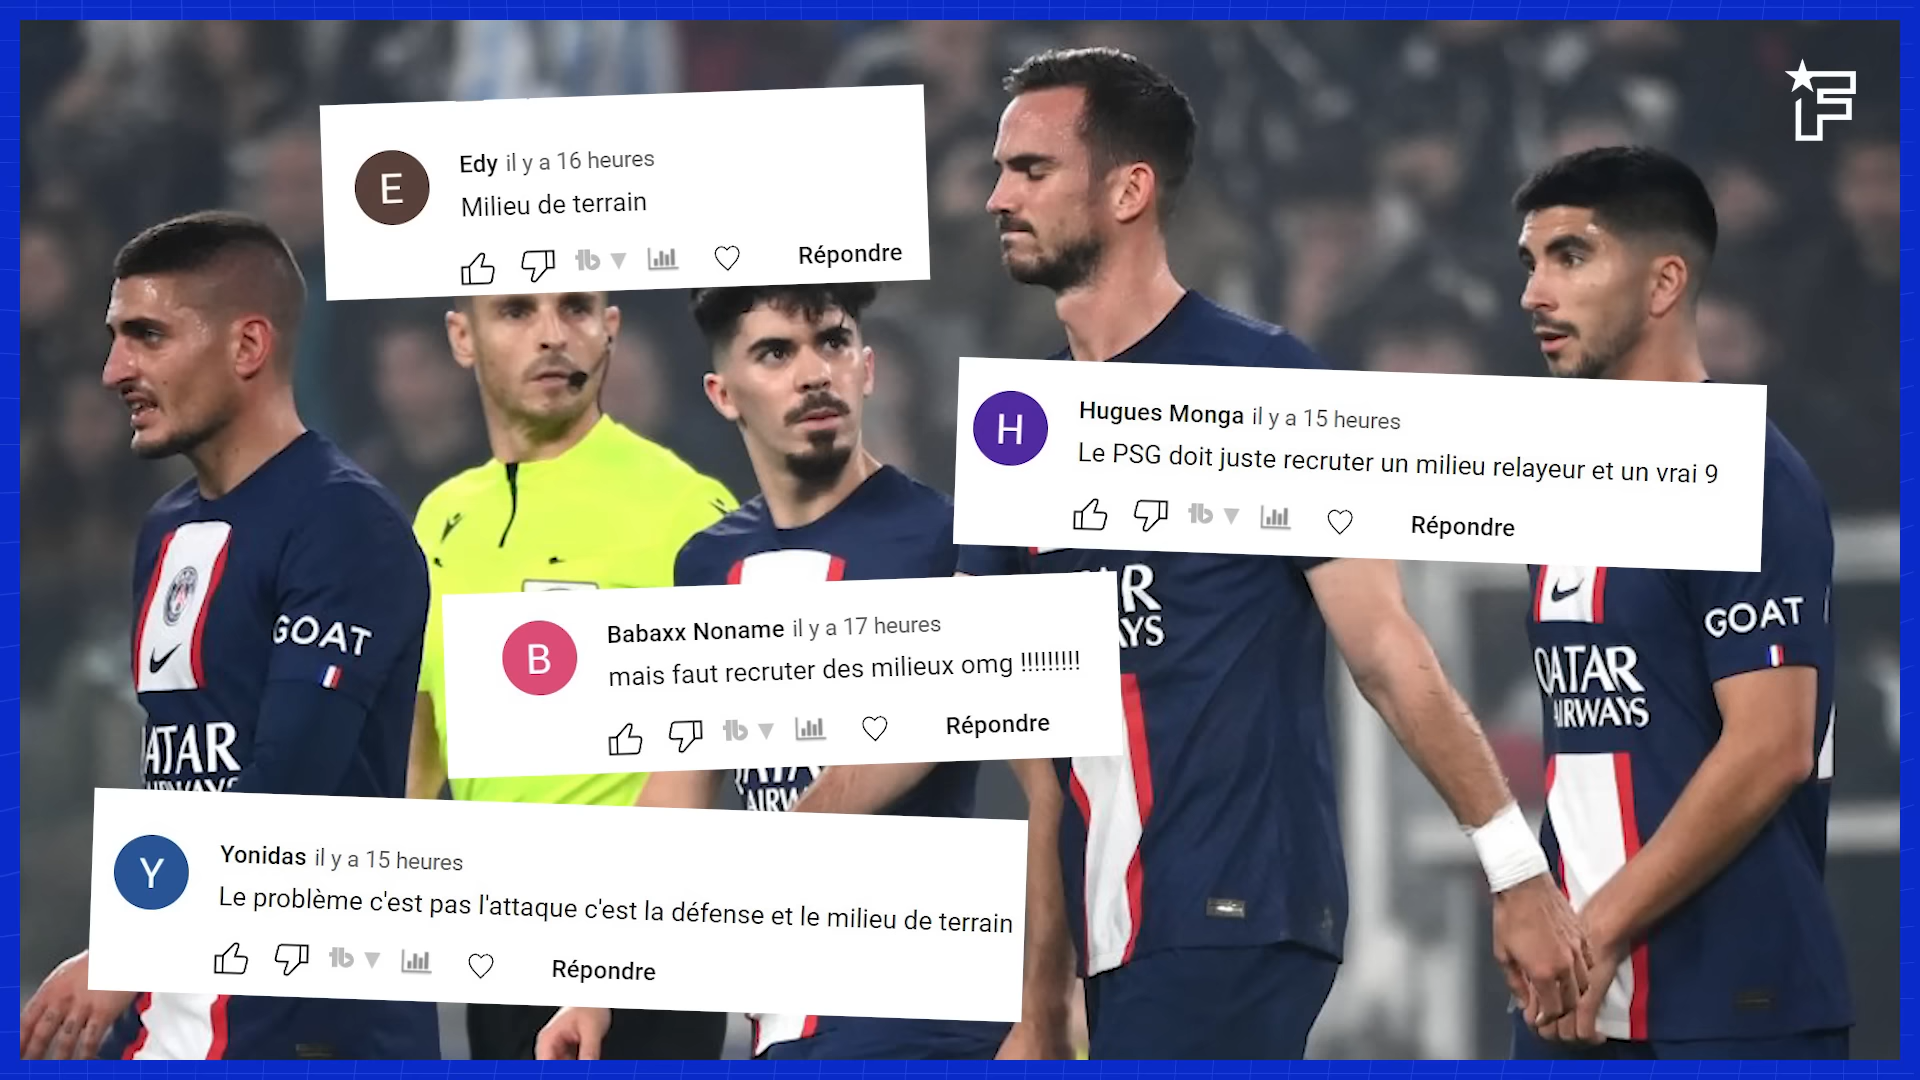 E
Edy il y a 16 heures
Milieu de terrain
Répondre
H
Hugues Monga il y a 15 heures
Le PSG doit juste recruter un milieu relayeur et un vrai 9
Répondre
B
Babaxx Noname il y a 17 heures
mais faut recruter des milieux omg !!!!!!!!!
Répondre
Y
Yonidas il y a 15 heures
Le problème c'est pas l'attaque c'est la défense et le milieu de terrain
Répondre
GOAT
GOAT
QATAR
AIRWAYS